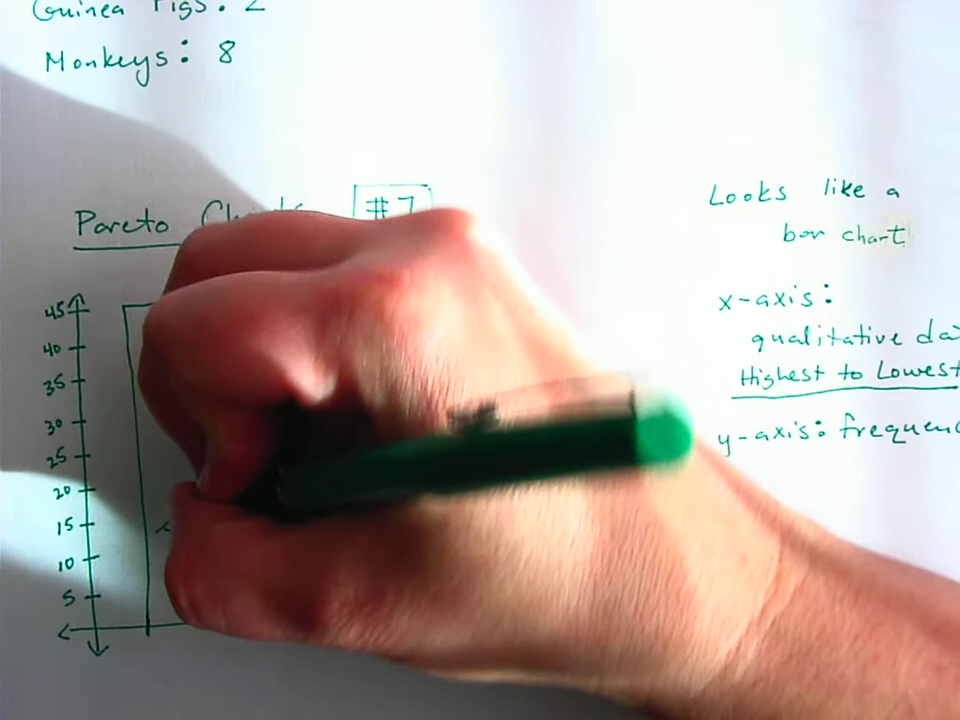 Guinea Pigs: 2
Monkeys: 8
Pareto #7
Looks like a
bar chart
x-axis:
qualitative
Highest to Lowest
y-axis:
45
40
35
30
25
20
15
10
5